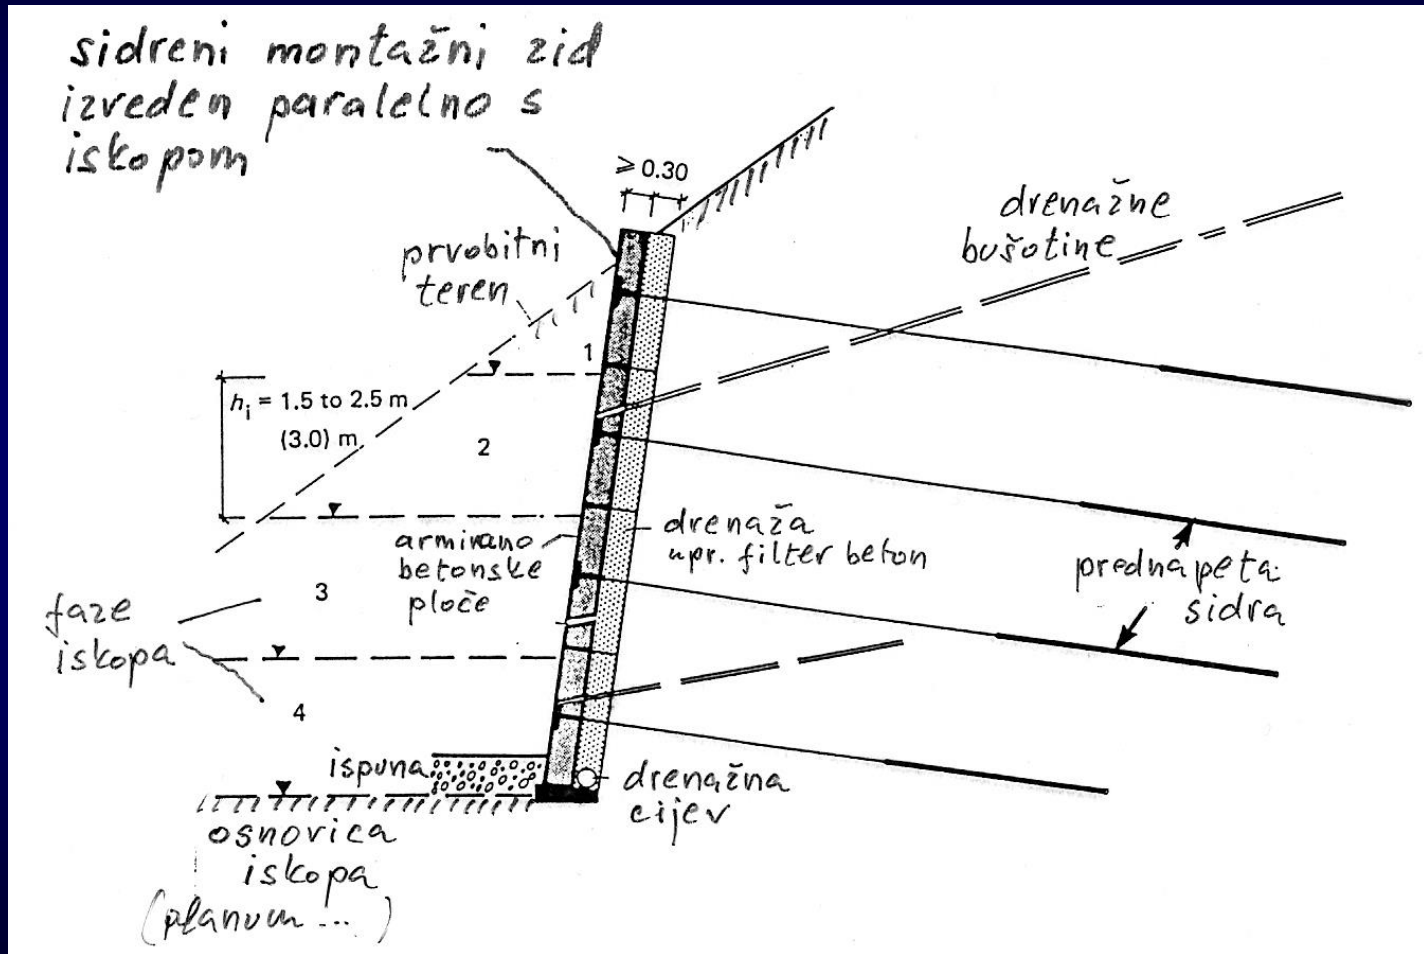 sidreni montažni zid
izveden paralelno s
iskopom
≥ 0.30
drenažne
bušotine
prvobitni
teren
1
hi = 1.5 to 2.5 m
(3.0) m
2
armirano
betonske
ploče
drenaža
npr. filter beton
prednapeta
sidra
3
faze
iskopa
4
ispuna
drenažna
cijev
osnovica
iskopa
(planum ...)